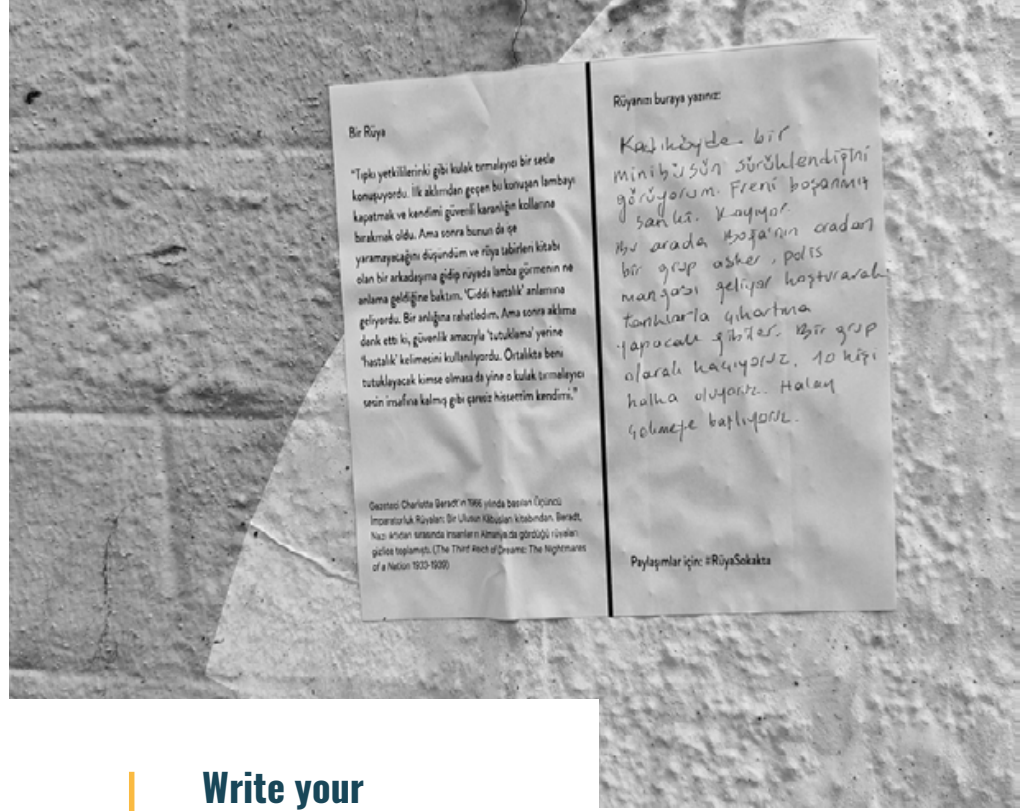 Bir Rüya
"Tıpkı yetkililerinki gibi kulak tırmalayıcı bir sesle
konuşuyordu. İlk aklımdan geçen bu konuşan lambayı
kapatmak ve kendimi güvenli karanlığın kollarına
bırakmak oldu. Ama sonra bunun da işe
yaramayacağını düşündüm ve rüya tabirleri kitabı
olan bir arkadaşıma gidip rüyada lamba görmenin ne
anlama geldiğine baktım. 'Ciddi hastalık' anlamına
geliyordu. Bir anlığına rahatladım. Ama sonra aklıma
dank etti ki, güvenlik amacıyla 'tutuklama' yerine
'hastalık' kelimesini kullanılıyordu. Ortalıkta beni
tutuklayacak kimse olmasa da yine o kulak tırmalayıcı
sesin insafına kalmış gibi çaresiz hissettim kendimi."
Gazeteci Charlotte Beradt'ın 1966 yılında basılan Üçüncü
İmparatorluk Rüyaları: Bir Ulusun Kâbusları kitabından. Beradt,
Nazi iktidarı sırasında insanların Almanya'da gördüğü rüyaları
gizlice toplamıştı. (The Third Reich of Dreams: The Nightmares
of a Nation 1933-1939)
Rüyanızı buraya yazınız:
Kadıköyde bir
minibüsün sürüklendiğini
görüyorum. Freni boşanmış
sanki. Kayıyor.
Bu arada Boğa'nın oradan
bir grup asker, polis
mangası geliyor koşturarak
tanklarla çıkartma
yapacak gibiler. Bir grup
olarak kaçıyoruz. 10 kişi
halka oluyoruz. Halay
çekmeye başlıyoruz.
Paylaşımlar için: #RüyaSokakta
Write your